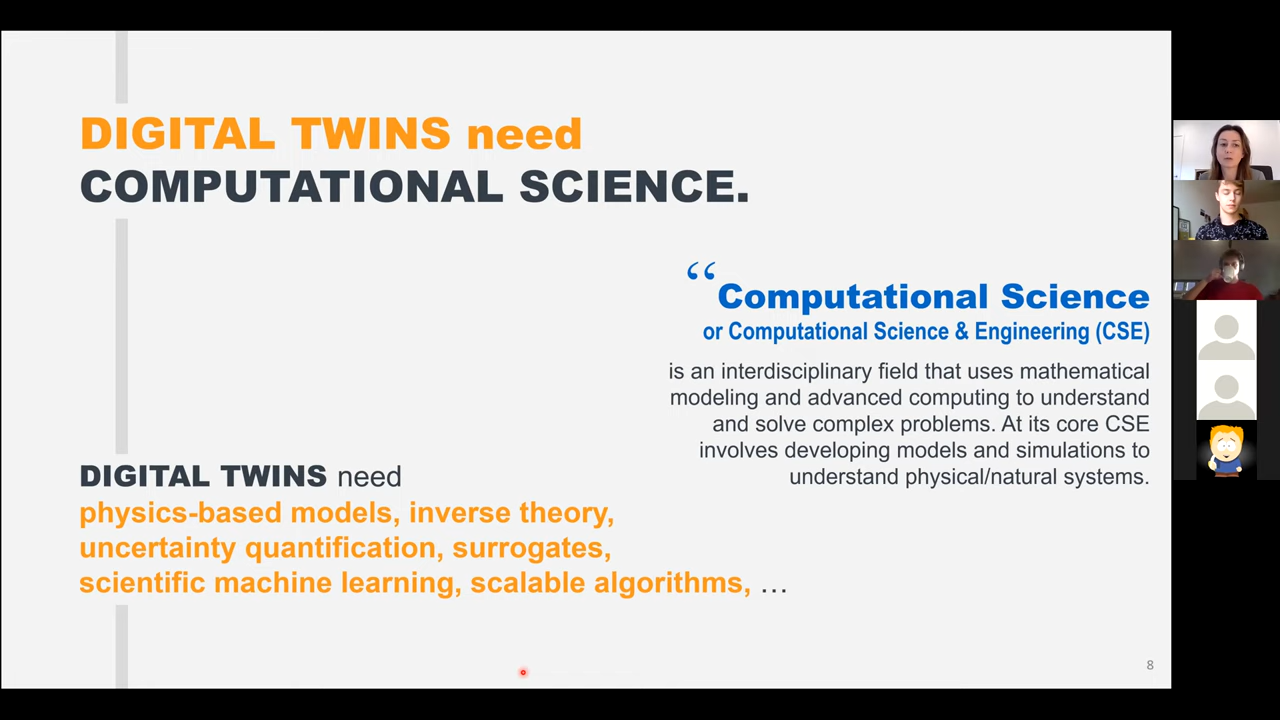 DIGITAL TWINS need
COMPUTATIONAL SCIENCE.
“Computational Science
or Computational Science & Engineering (CSE)
is an interdisciplinary field that uses mathematical
modeling and advanced computing to understand
and solve complex problems. At its core CSE
involves developing models and simulations to
understand physical/natural systems.
DIGITAL TWINS need
physics-based models, inverse theory,
uncertainty quantification, surrogates,
scientific machine learning, scalable algorithms, …
8